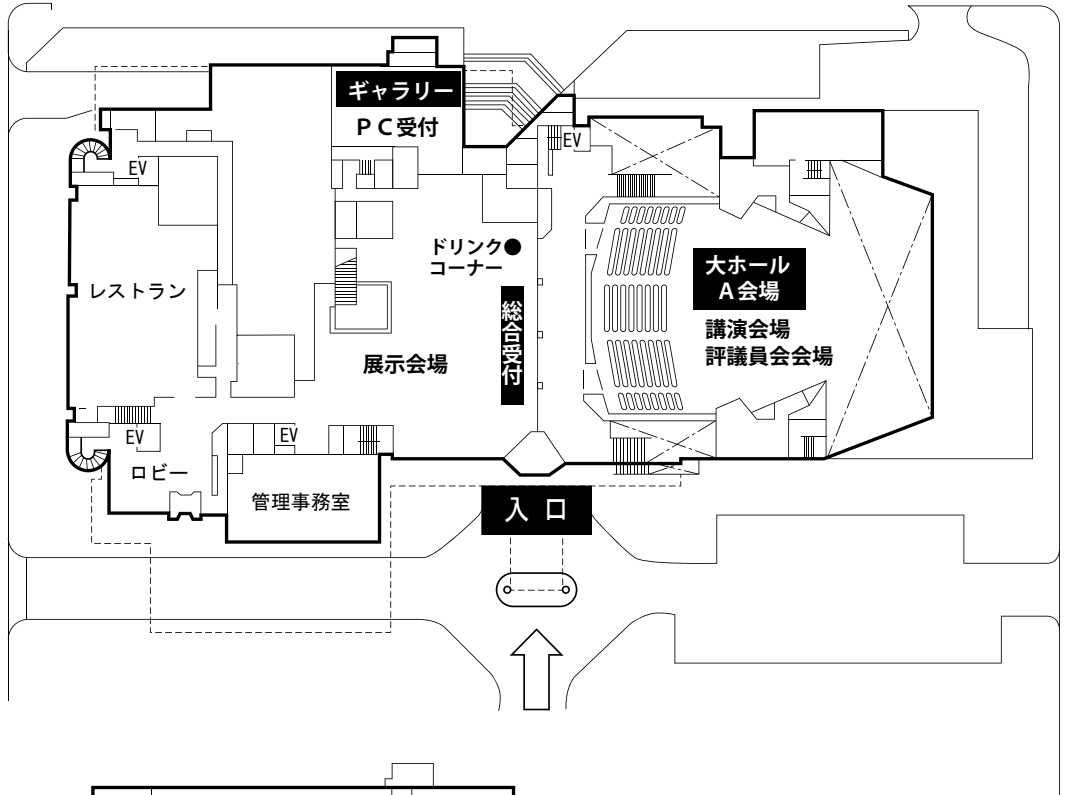 ギャラリー
ＰＣ受付
EV
EV
ドリンク●
コーナー
大ホール
Ａ会場
レストラン
総合受付
講演会場
評議員会会場
展示会場
EV
EV
ロビー
管理事務室
入 口